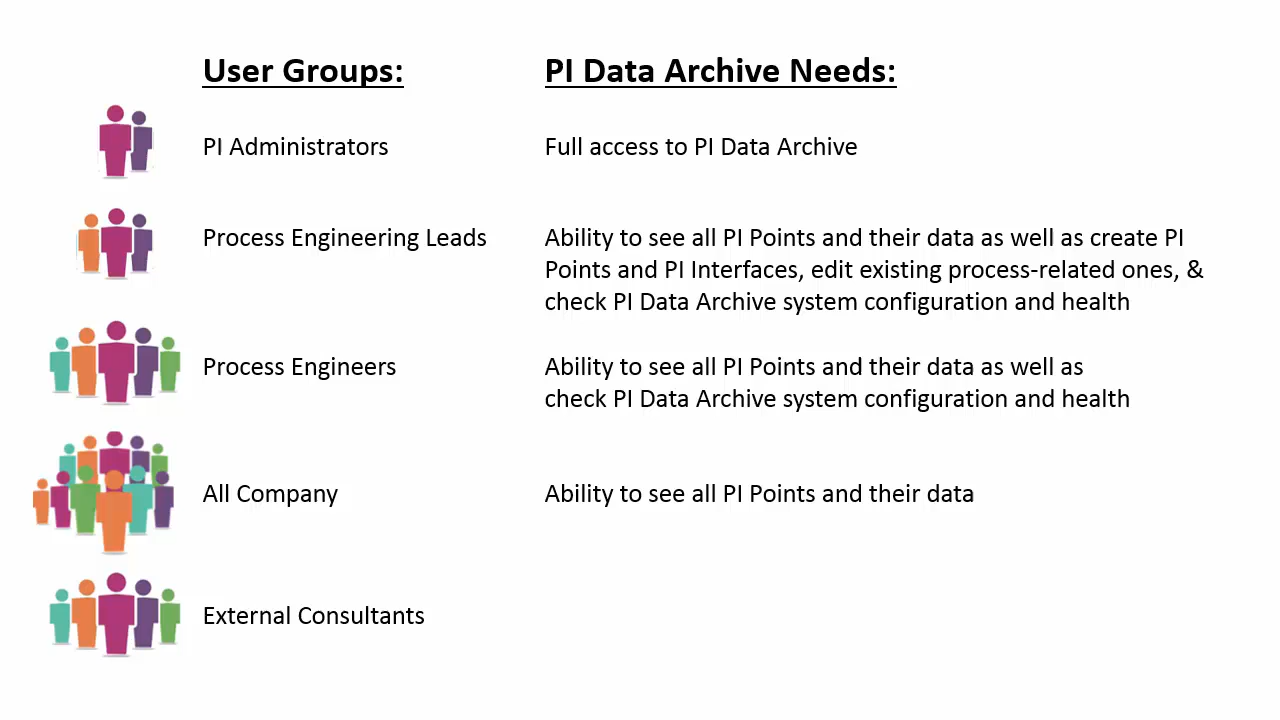 User Groups:
PI Data Archive Needs:
PI Administrators
Full access to PI Data Archive
Process Engineering Leads
Ability to see all PI Points and their data as well as create PI
Points and PI Interfaces, edit existing process-related ones, &
check PI Data Archive system configuration and health
Process Engineers
Ability to see all PI Points and their data as well as
check PI Data Archive system configuration and health
All Company
Ability to see all PI Points and their data
External Consultants